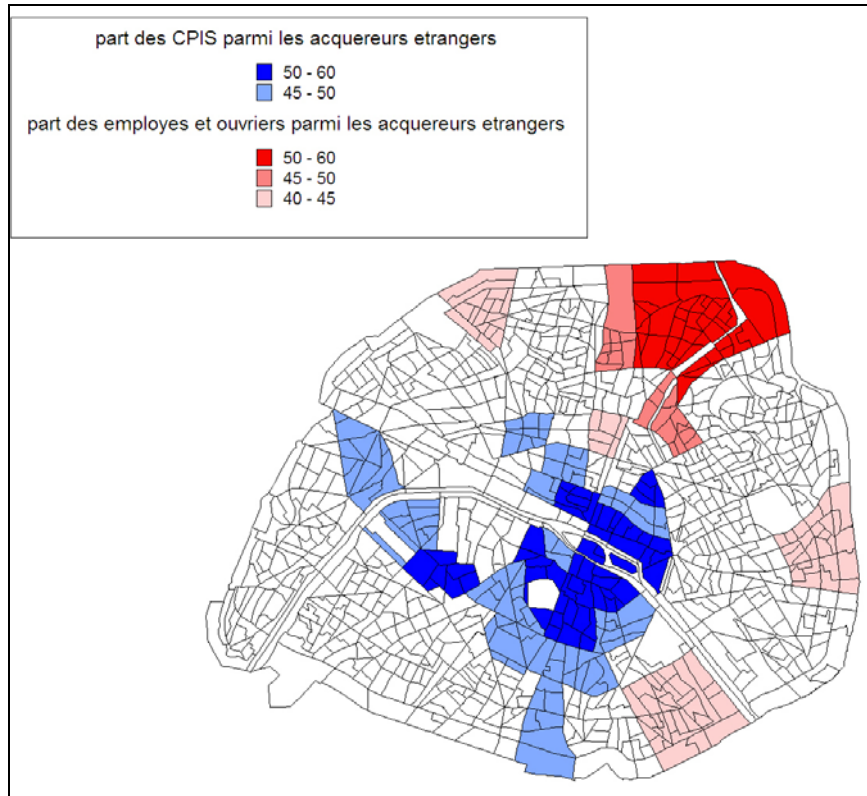 part des CPIS parmi les acquereurs etrangers
50 - 60
45 - 50
part des employes et ouvriers parmi les acquereurs etrangers
50 - 60
45 - 50
40 - 45